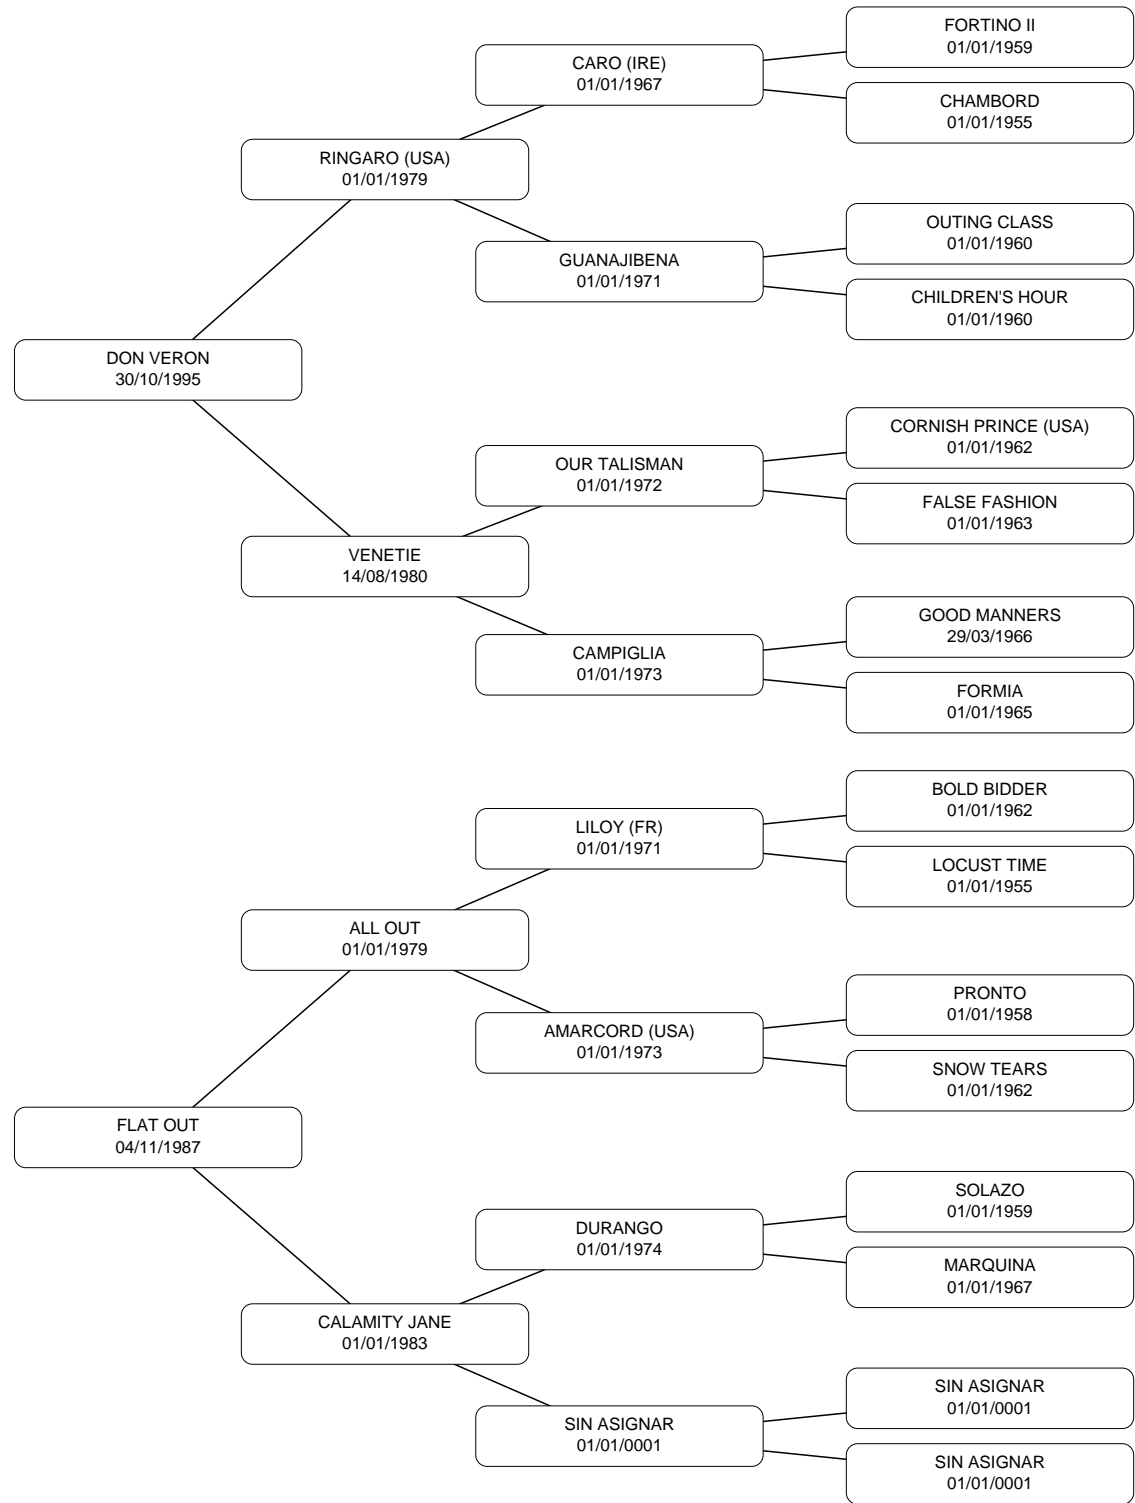 FORTINO II
01/01/1959
CARO (IRE)
01/01/1967
CHAMBORD
01/01/1955
RINGARO (USA)
01/01/1979
OUTING CLASS
01/01/1960
GUANAJIBENA
01/01/1971
CHILDREN'S HOUR
01/01/1960
DON VERON
30/10/1995
CORNISH PRINCE (USA)
01/01/1962
OUR TALISMAN
01/01/1972
FALSE FASHION
01/01/1963
VENETIE
14/08/1980
GOOD MANNERS
29/03/1966
CAMPIGLIA
01/01/1973
FORMIA
01/01/1965
BOLD BIDDER
01/01/1962
LILOY (FR)
01/01/1971
LOCUST TIME
01/01/1955
ALL OUT
01/01/1979
PRONTO
01/01/1958
AMARCORD (USA)
01/01/1973
SNOW TEARS
01/01/1962
FLAT OUT
04/11/1987
SOLAZO
01/01/1959
DURANGO
01/01/1974
MARQUINA
01/01/1967
CALAMITY JANE
01/01/1983
SIN ASIGNAR
01/01/0001
SIN ASIGNAR
01/01/0001
SIN ASIGNAR
01/01/0001